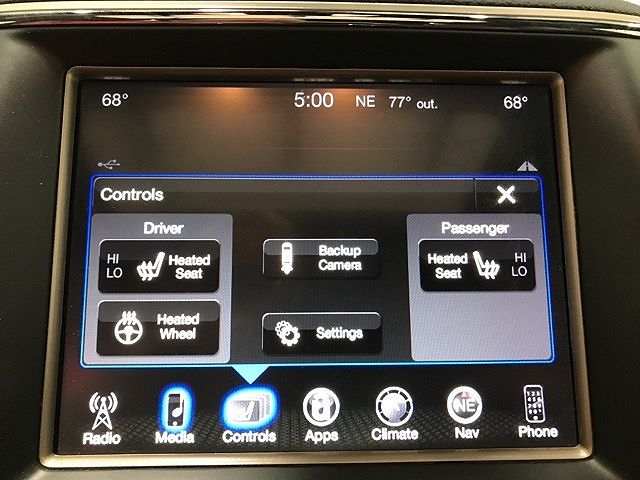 68° 5:00 NE 77° out. 68°
Controls
Driver
Passenger
HI
LO
Heated
Seat
Backup
Camera
Heated
Seat
HI
LO
Heated
Wheel
Settings
Radio
Media
Controls
Apps
Climate
NE
Nav
Phone